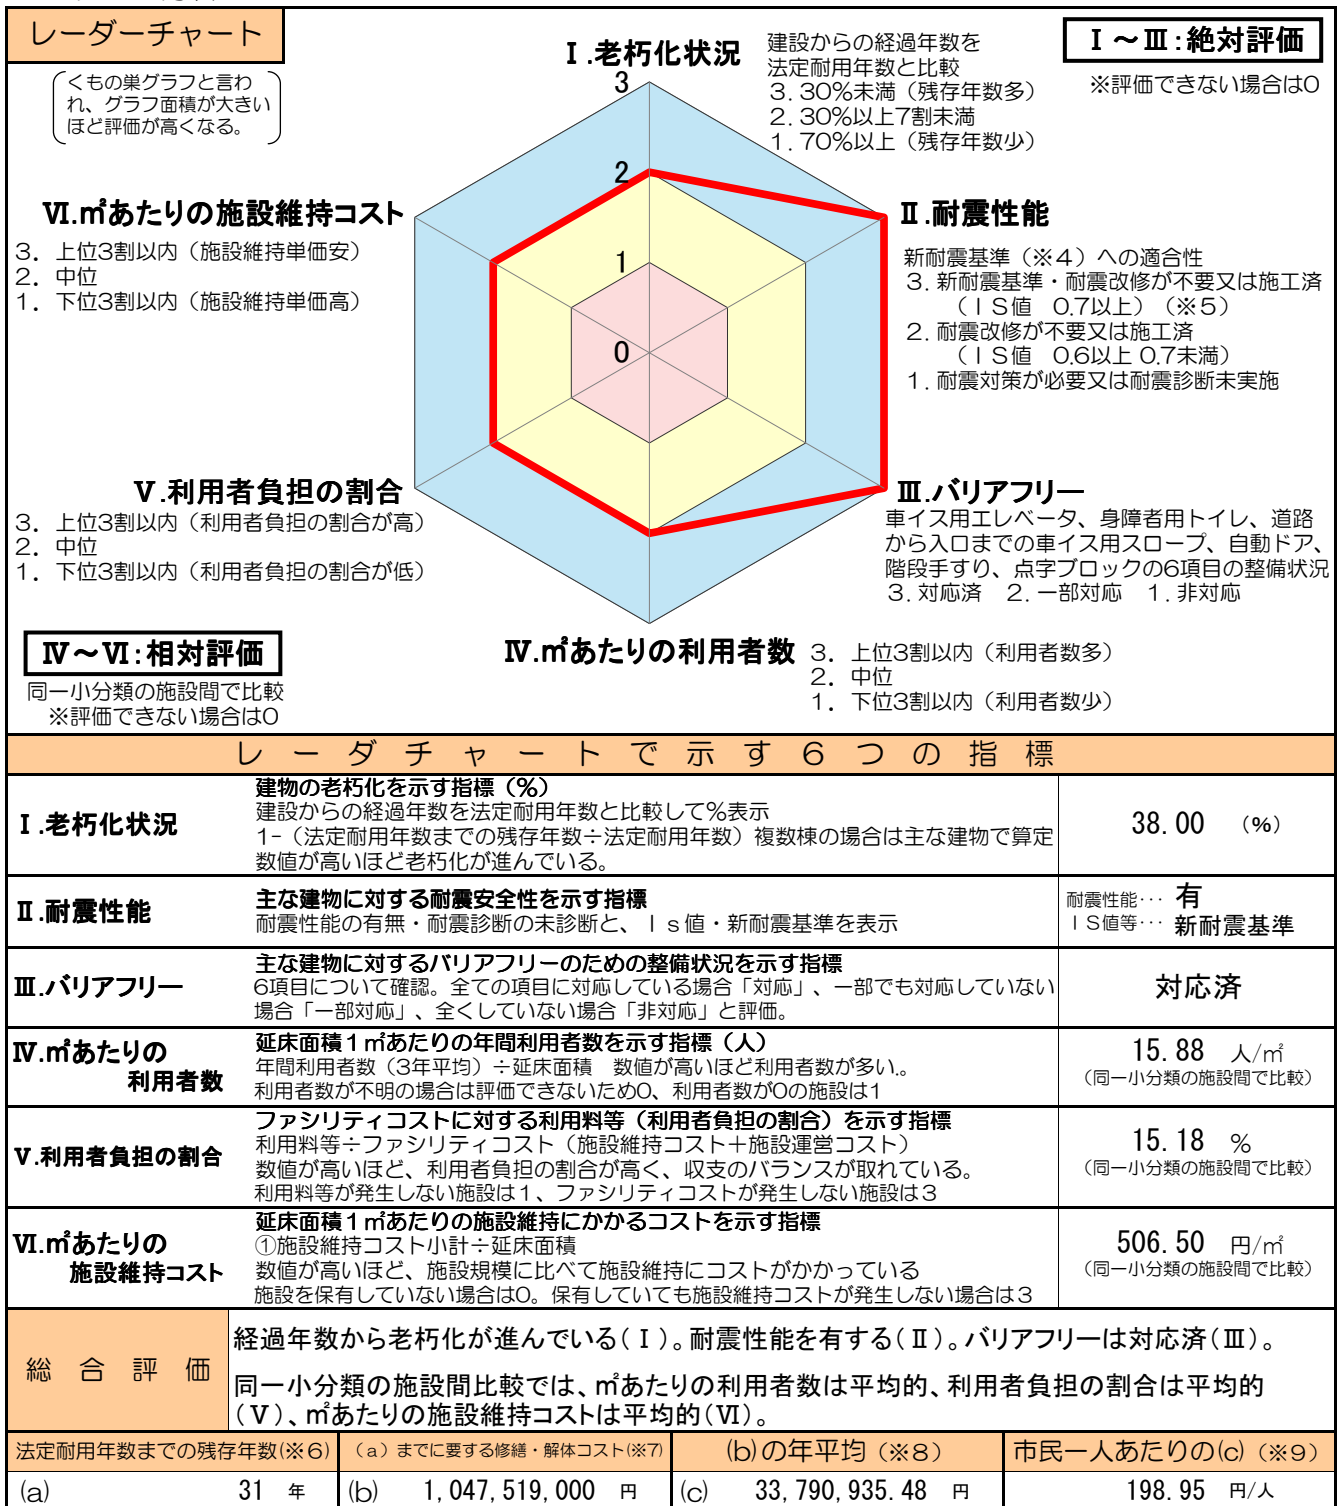 レーダーチャート
くもの巣グラフと言わ
れ、グラフ面積が大きい
ほど評価が高くなる。
Ⅰ.老朽化状況
建設からの経過年数を
法定耐用年数と比較
3. 30%未満（残存年数多）
2. 30%以上7割未満
1. 70%以上（残存年数少）
Ⅰ～Ⅲ：絶対評価
※評価できない場合は0
3
2
1
0
Ⅵ.㎡あたりの施設維持コスト
3. 上位3割以内（施設維持単価安）
2. 中位
1. 下位3割以内（施設維持単価高）
Ⅱ.耐震性能
新耐震基準（※4）への適合性
3. 新耐震基準・耐震改修が不要又は施工済
（ＩＳ値　0.7以上）（※5）
2. 耐震改修が不要又は施工済
（ＩＳ値　0.6以上 0.7未満）
1. 耐震対策が必要又は耐震診断未実施
Ⅴ.利用者負担の割合
3. 上位3割以内（利用者負担の割合が高）
2. 中位
1. 下位3割以内（利用者負担の割合が低）
Ⅲ.バリアフリー
車イス用エレベータ、身障者用トイレ、道路
から入口までの車イス用スロープ、自動ドア、
階段手すり、点字ブロックの6項目の整備状況
3. 対応済　2. 一部対応　1. 非対応
Ⅳ～Ⅵ：相対評価
同一小分類の施設間で比較
※評価できない場合は0
Ⅳ.㎡あたりの利用者数
3. 上位3割以内（利用者数多）
2. 中位
1. 下位3割以内（利用者数少）
レーダチャートで示す６つの指標
Ⅰ.老朽化状況
建物の老朽化を示す指標（%）
建設からの経過年数を法定耐用年数と比較して%表示
1-（法定耐用年数までの残存年数÷法定耐用年数）複数棟の場合は主な建物で算定
数値が高いほど老朽化が進んでいる。
38.00　（%）
Ⅱ.耐震性能
主な建物に対する耐震安全性を示す指標
耐震性能の有無・耐震診断の未診断と、Ｉｓ値・新耐震基準を表示
耐震性能… 有
ＩＳ値等… 新耐震基準
Ⅲ.バリアフリー
主な建物に対するバリアフリーのための整備状況を示す指標
6項目について確認。全ての項目に対応している場合「対応」、一部でも対応していない
場合「一部対応」、全くしていない場合「非対応」と評価。
対応済
Ⅳ.㎡あたりの
利用者数
延床面積１㎡あたりの年間利用者数を示す指標（人）
年間利用者数（3年平均）÷延床面積　数値が高いほど利用者数が多い。
利用者数が不明の場合は評価できないため0、利用者数が0の施設は1
15.88　人/㎡
（同一小分類の施設間で比較）
Ⅴ.利用者負担の割合
ファシリティコストに対する利用料等（利用者負担の割合）を示す指標
利用料等÷ファシリティコスト（施設維持コスト＋施設運営コスト）
数値が高いほど、利用者負担の割合が高く、収支のバランスが取れている。
利用料等が発生しない施設は１、ファシリティコストが発生しない施設は３
15.18　%
（同一小分類の施設間で比較）
Ⅵ.㎡あたりの
施設維持コスト
延床面積１㎡あたりの施設維持にかかるコストを示す指標
①施設維持コスト小計÷延床面積
数値が高いほど、施設規模に比べて施設維持にコストがかかっている
施設を保有していない場合は0。保有していても施設維持コストが発生しない場合は３
506.50　円/㎡
（同一小分類の施設間で比較）
総合評価
経過年数から老朽化が進んでいる（Ⅰ）。耐震性能を有する（Ⅱ）。バリアフリーは対応済（Ⅲ）。
同一小分類の施設間比較では、㎡あたりの利用者数は平均的、利用者負担の割合は平均的
（Ⅴ）、㎡あたりの施設維持コストは平均的（Ⅵ）。
法定耐用年数までの残存年数(※6)
（a）までに要する修繕・解体コスト(※7)
(b)の年平均（※8）
市民一人あたりの(c)（※9）
(a)　31　年
(b)　1,047,519,000　円
(c)　33,790,935.48　円
198.95　円/人